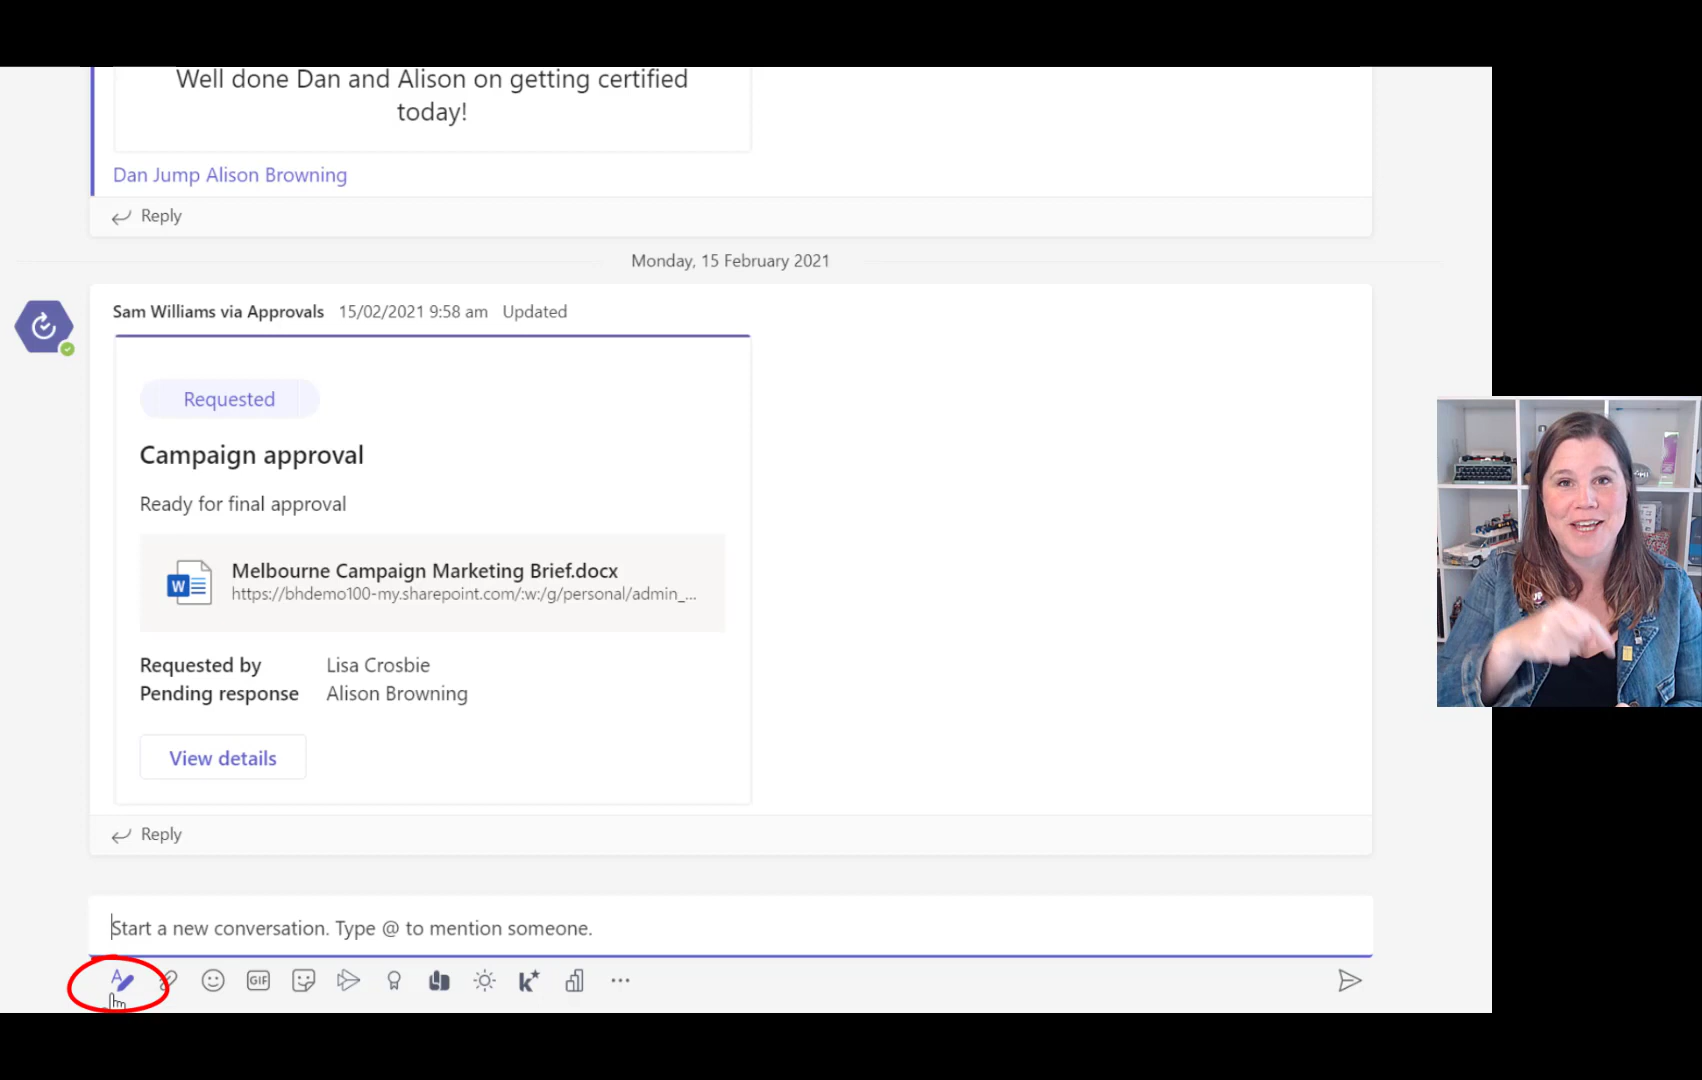 Well done Dan and Alison on getting certified
today!
Dan Jump Alison Browning
Reply
Monday, 15 February 2021
Sam Williams via Approvals 15/02/2021 9:58 am Updated
Requested
Campaign approval
Ready for final approval
W
Melbourne Campaign Marketing Brief.docx
https://bhdemo100-my.sharepoint.com/:w:/g/personal/admin_...
Requested by Lisa Crosbie
Pending response Alison Browning
View details
Reply
Start a new conversation. Type @ to mention someone.
GIF